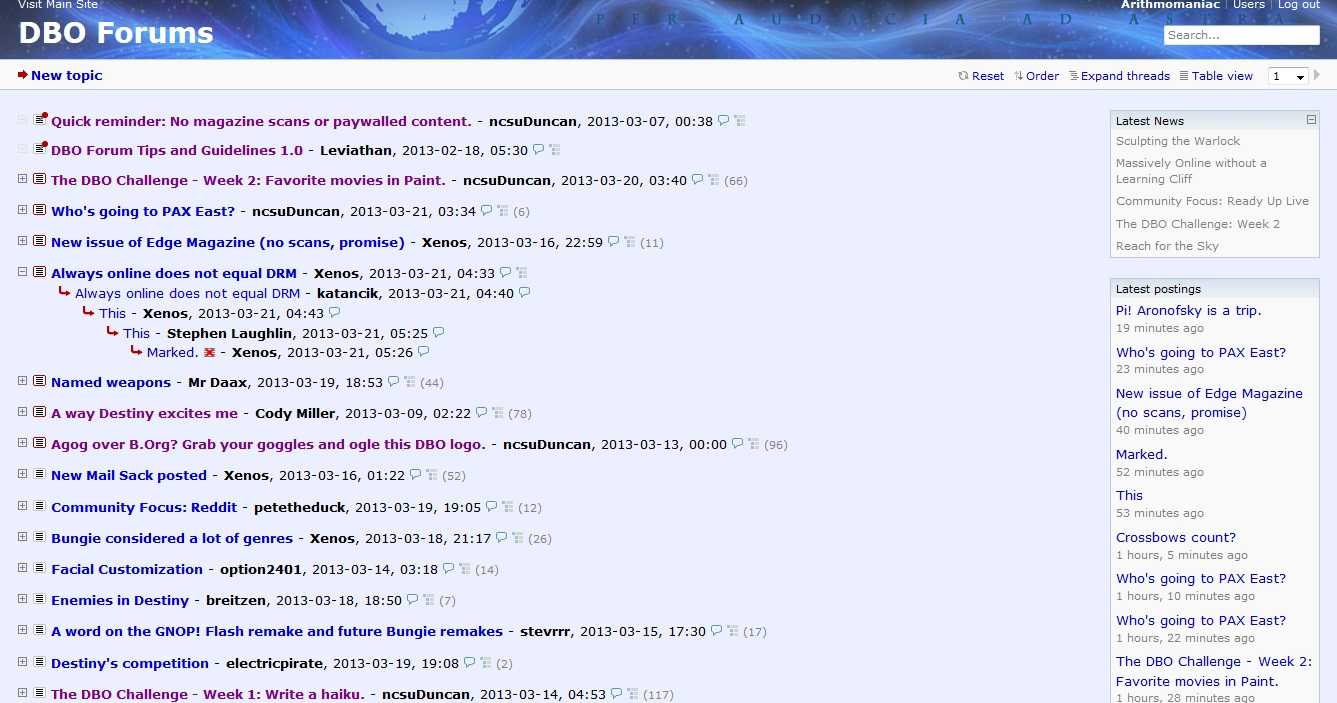 Visit Main Site
Arithmomaniac | Users | Log out
PER AUDACIA AD ASTRA
DBO Forums
Search...
New topic
Reset Order Expand threads Table view 1
Quick reminder: No magazine scans or paywalled content. - ncsuDuncan, 2013-03-07, 00:38
DBO Forum Tips and Guidelines 1.0 - Leviathan, 2013-02-18, 05:30
The DBO Challenge - Week 2: Favorite movies in Paint. - ncsuDuncan, 2013-03-20, 03:40 (66)
Who's going to PAX East? - ncsuDuncan, 2013-03-21, 03:34 (6)
New issue of Edge Magazine (no scans, promise) - Xenos, 2013-03-16, 22:59 (11)
Always online does not equal DRM - Xenos, 2013-03-21, 04:33
Always online does not equal DRM - katancik, 2013-03-21, 04:40
This - Xenos, 2013-03-21, 04:43
This - Stephen Laughlin, 2013-03-21, 05:25
Marked. - Xenos, 2013-03-21, 05:26
Named weapons - Mr Daax, 2013-03-19, 18:53 (44)
A way Destiny excites me - Cody Miller, 2013-03-09, 02:22 (78)
Agog over B.Org? Grab your goggles and ogle this DBO logo. - ncsuDuncan, 2013-03-13, 00:00 (96)
New Mail Sack posted - Xenos, 2013-03-16, 01:22 (52)
Community Focus: Reddit - petetheduck, 2013-03-19, 19:05 (12)
Bungie considered a lot of genres - Xenos, 2013-03-18, 21:17 (26)
Facial Customization - option2401, 2013-03-14, 03:18 (14)
Enemies in Destiny - breitzen, 2013-03-18, 18:50 (7)
A word on the GNOP! Flash remake and future Bungie remakes - stevrrr, 2013-03-15, 17:30 (17)
Destiny's competition - electricpirate, 2013-03-19, 19:08 (2)
The DBO Challenge - Week 1: Write a haiku. - ncsuDuncan, 2013-03-14, 04:53 (117)
Latest News
Sculpting the Warlock
Massively Online without a
Learning Cliff
Community Focus: Ready Up Live
The DBO Challenge: Week 2
Reach for the Sky
Latest postings
Pi! Aronofsky is a trip.
19 minutes ago
Who's going to PAX East?
23 minutes ago
New issue of Edge Magazine
(no scans, promise)
40 minutes ago
Marked.
52 minutes ago
This
53 minutes ago
Crossbows count?
1 hours, 5 minutes ago
Who's going to PAX East?
1 hours, 10 minutes ago
Who's going to PAX East?
1 hours, 22 minutes ago
The DBO Challenge - Week 2:
Favorite movies in Paint.
1 hours, 28 minutes ago